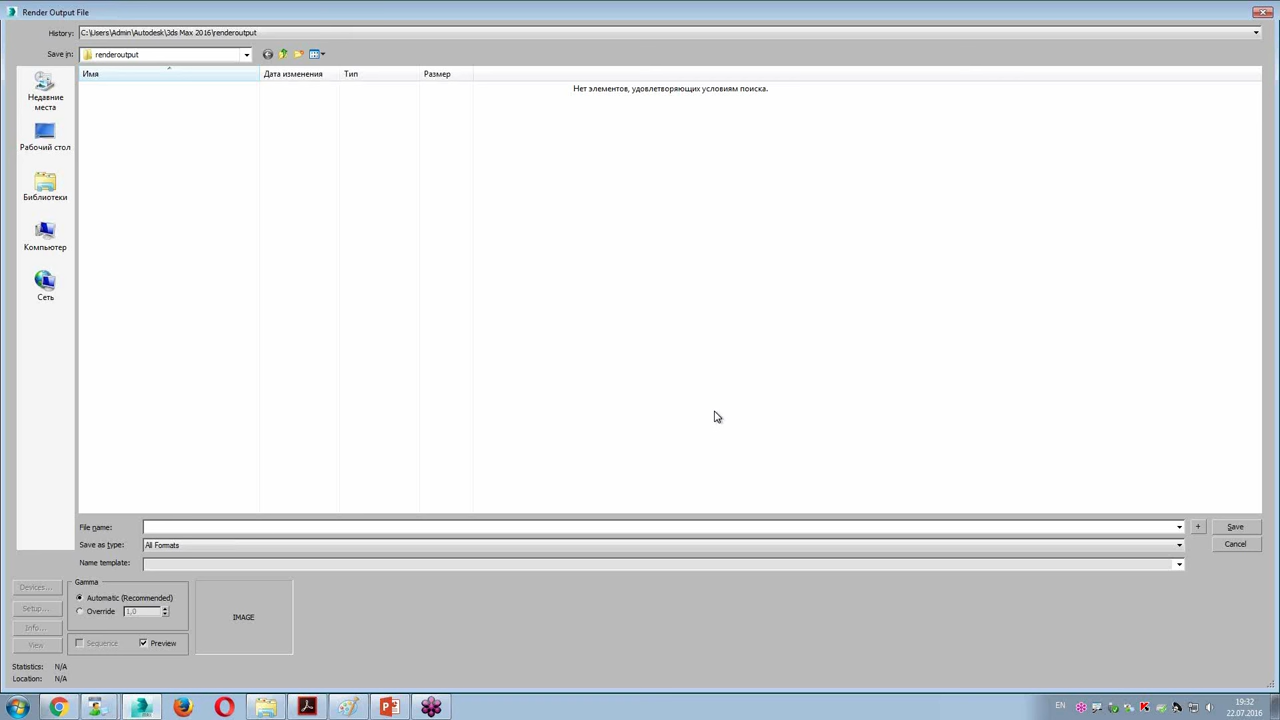 Render Output File
History: C:\Users\Admin\Autodesk\3ds Max 2016\renderoutput
Save in: renderoutput
Имя Дата изменения Тип Размер
Нет элементов, удовлетворяющих условиям поиска.
Недавние
места
Рабочий стол
Библиотеки
Компьютер
Сеть
File name: + Save
Save as type: All Formats Cancel
Name template:
Devices...
Setup...
Info...
View
Gamma
Automatic (Recommended)
Override 1,0
Sequence Preview
IMAGE
Statistics: N/A
Location: N/A
EN
19:32
22.07.2016